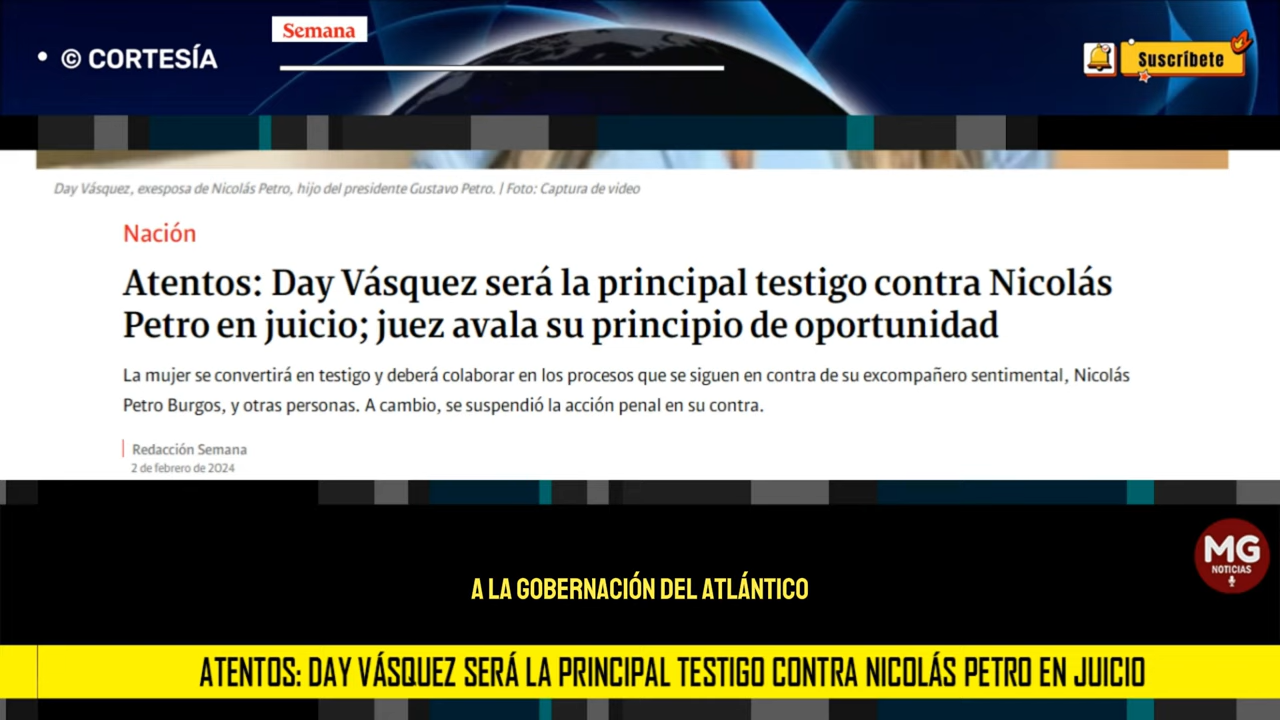 Semana
• © CORTESÍA
Suscríbete
Day Vásquez, exesposa de Nicolás Petro, hijo del presidente Gustavo Petro. | Foto: Captura de video
Nación
Atentos: Day Vásquez será la principal testigo contra Nicolás
Petro en juicio; juez avala su principio de oportunidad
La mujer se convertirá en testigo y deberá colaborar en los procesos que se siguen en contra de su excompañero sentimental, Nicolás
Petro Burgos, y otras personas. A cambio, se suspendió la acción penal en su contra.
Redacción Semana
2 de febrero de 2024
MG
NOTICIAS
A LA GOBERNACIÓN DEL ATLÁNTICO
ATENTOS: DAY VÁSQUEZ SERÁ LA PRINCIPAL TESTIGO CONTRA NICOLÁS PETRO EN JUICIO